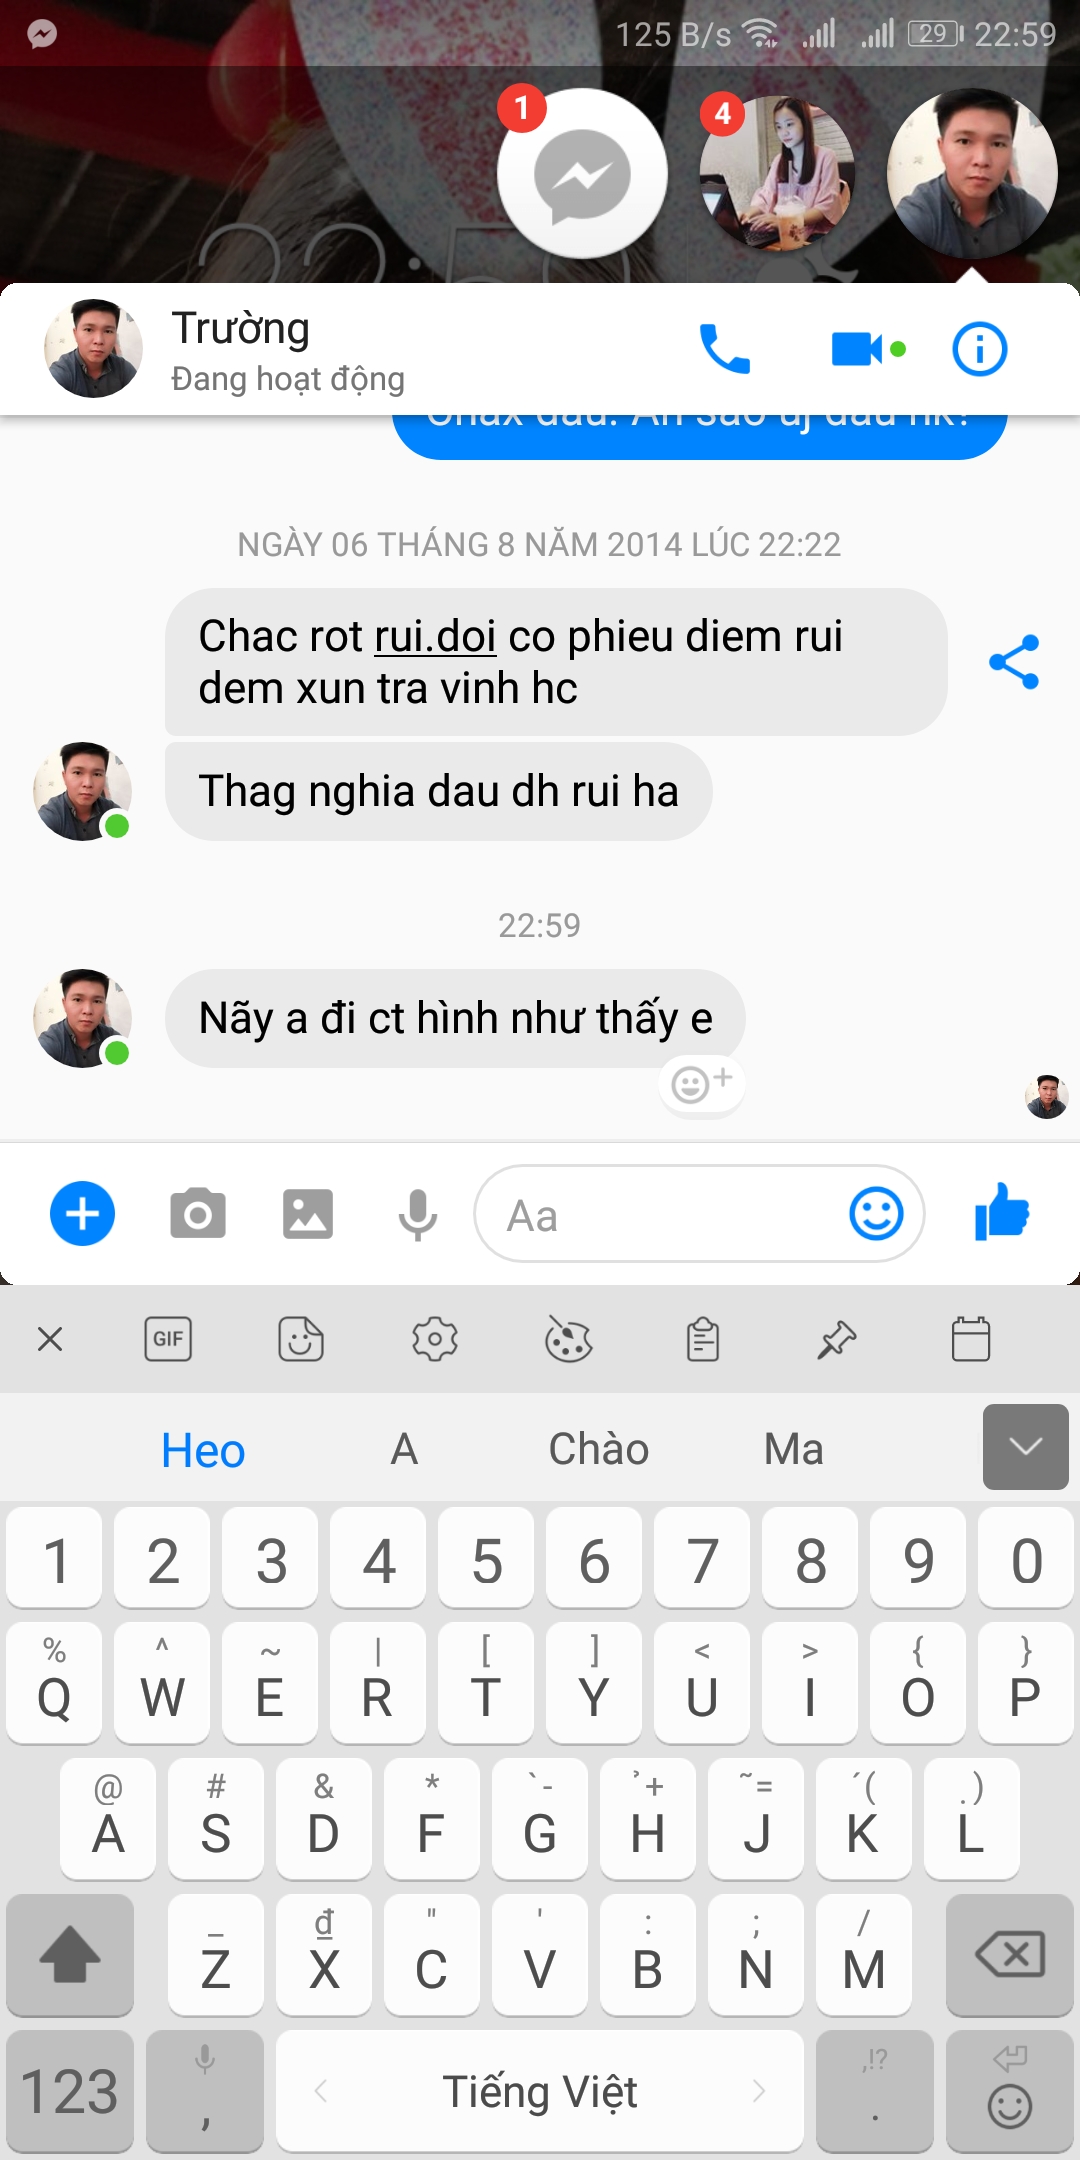 125 B/s 29 22:59
1
4
22:59
Trường
Đang hoạt động
NGÀY 06 THÁNG 8 NĂM 2014 LÚC 22:22
Chac rot rui.doi co phieu diem rui
dem xun tra vinh hc
Thag nghia dau dh rui ha
22:59
Nãy a đi ct hình như thấy e
Aa
GIF
Heo A Chào Ma
1 2 3 4 5 6 7 8 9 0
% ^ ~ | [ ] < > { }
Q W E R T Y U I O P
@ # & * `- ̉+ ~= ´( .)
A S D F G H J K L
_ ₫ " ' : ; /
Z X C V B N M
,!?
123 , Tiếng Việt .